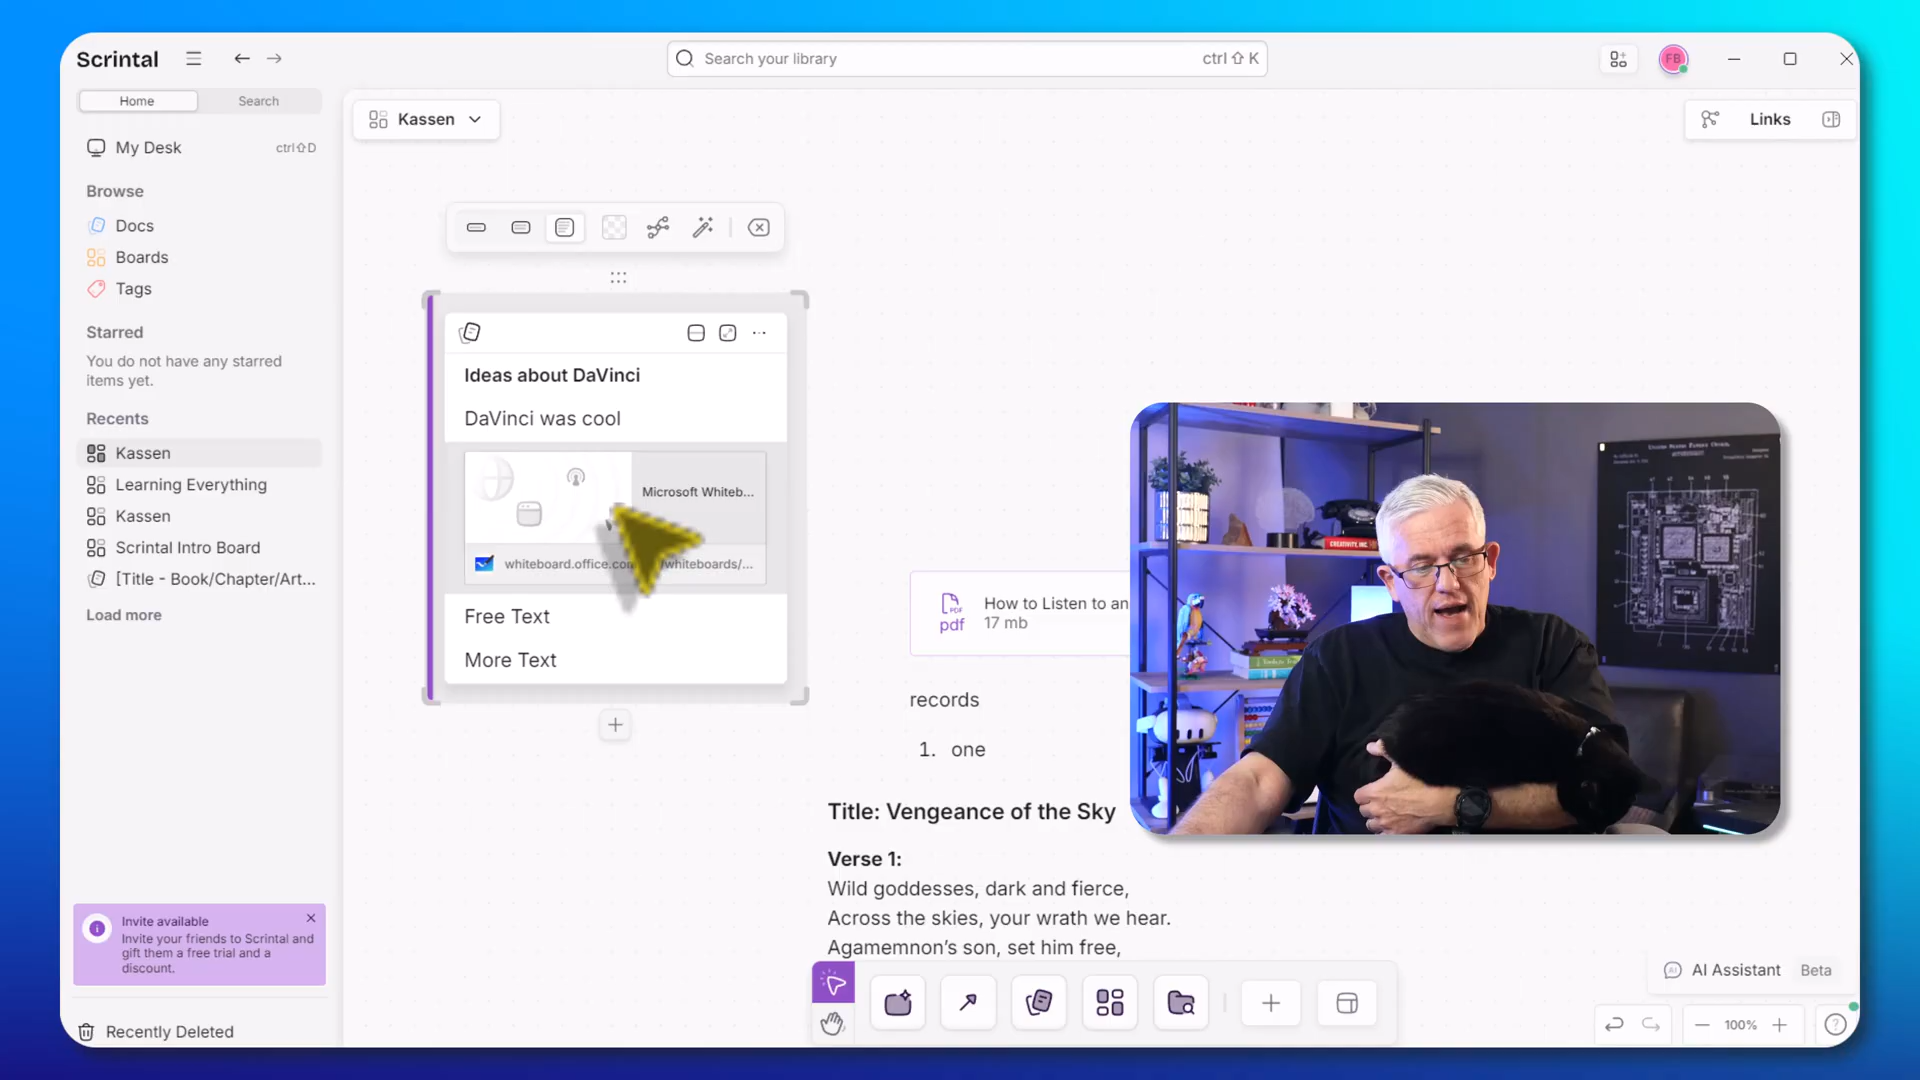 Scrintal
Search your library
ctrl ⇧ K
FB
Home
Search
My Desk
ctrl⇧D
Browse
Docs
Boards
Tags
Starred
You do not have any starred
items yet.
Recents
Kassen
Learning Everything
Kassen
Scrintal Intro Board
[Title - Book/Chapter/Art...
Load more
Invite available
Invite your friends to Scrintal and
gift them a free trial and a
discount.
Recently Deleted
Kassen
Links
Ideas about DaVinci
DaVinci was cool
Microsoft Whiteb...
Free Text
More Text
PDF
pdf
How to Listen to an
17 mb
records
1. one
Title: Vengeance of the Sky
Verse 1:
Wild goddesses, dark and fierce,
Across the skies, your wrath we hear.
Agamemnon's son, set him free,
CREATIVITY, INC.
AI Assistant
Beta
100%